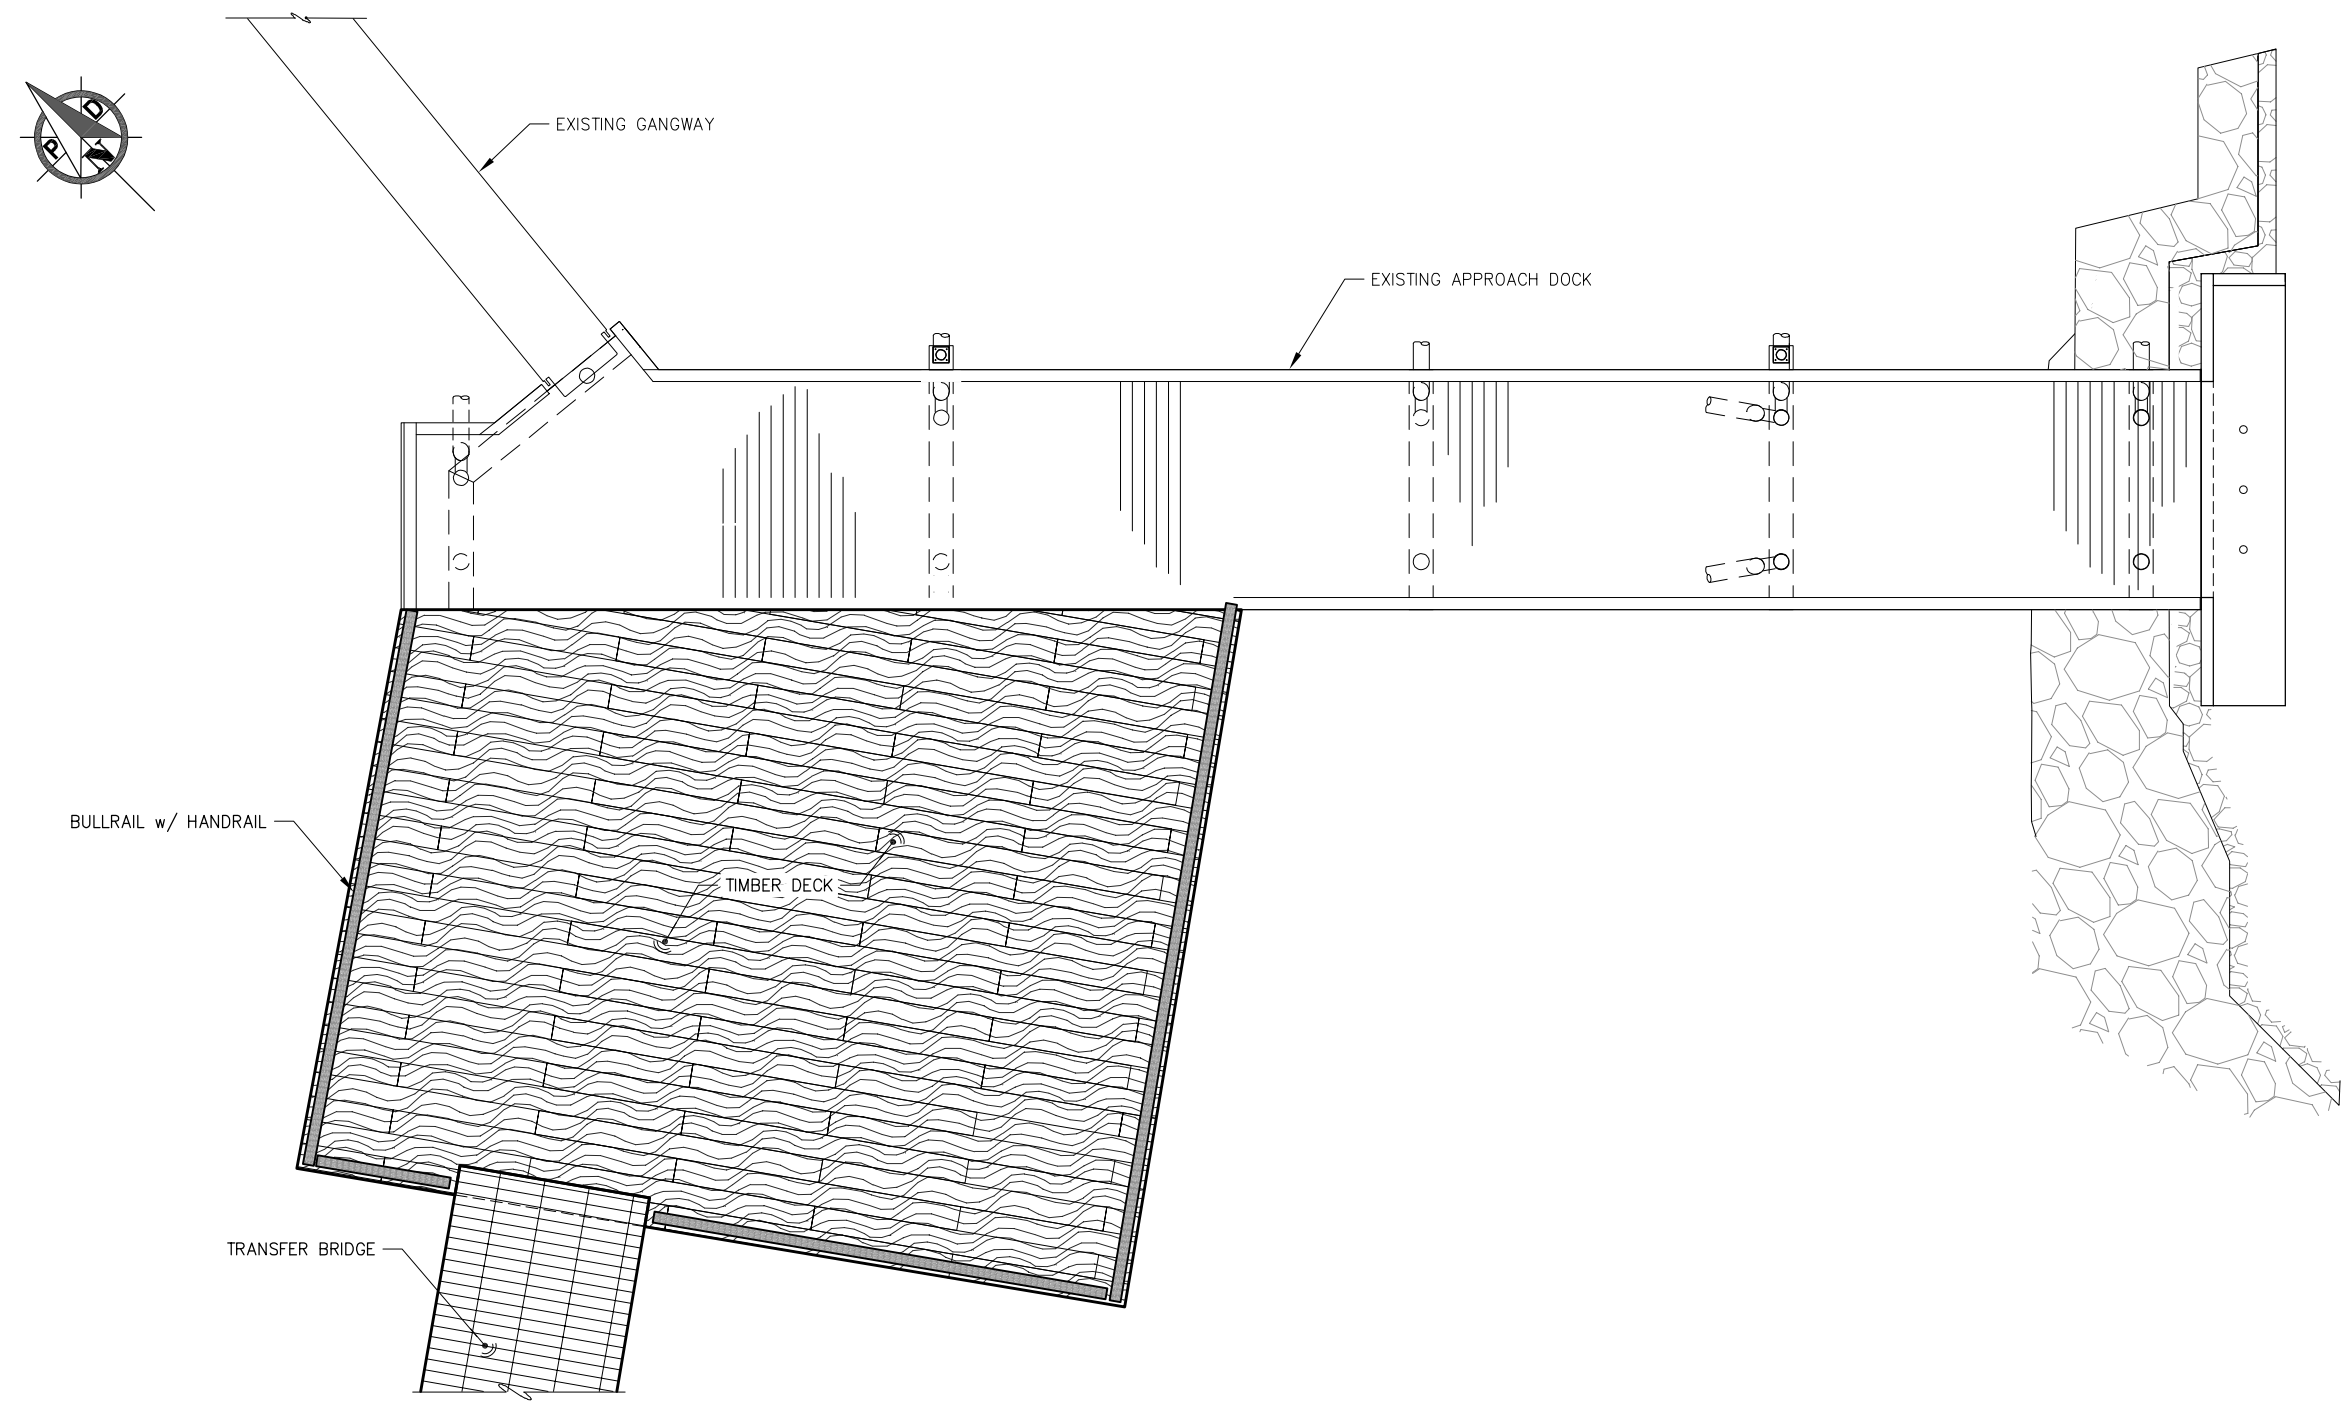 D
P
N
EXISTING GANGWAY
EXISTING APPROACH DOCK
BULLRAIL w/ HANDRAIL
TIMBER DECK
TRANSFER BRIDGE